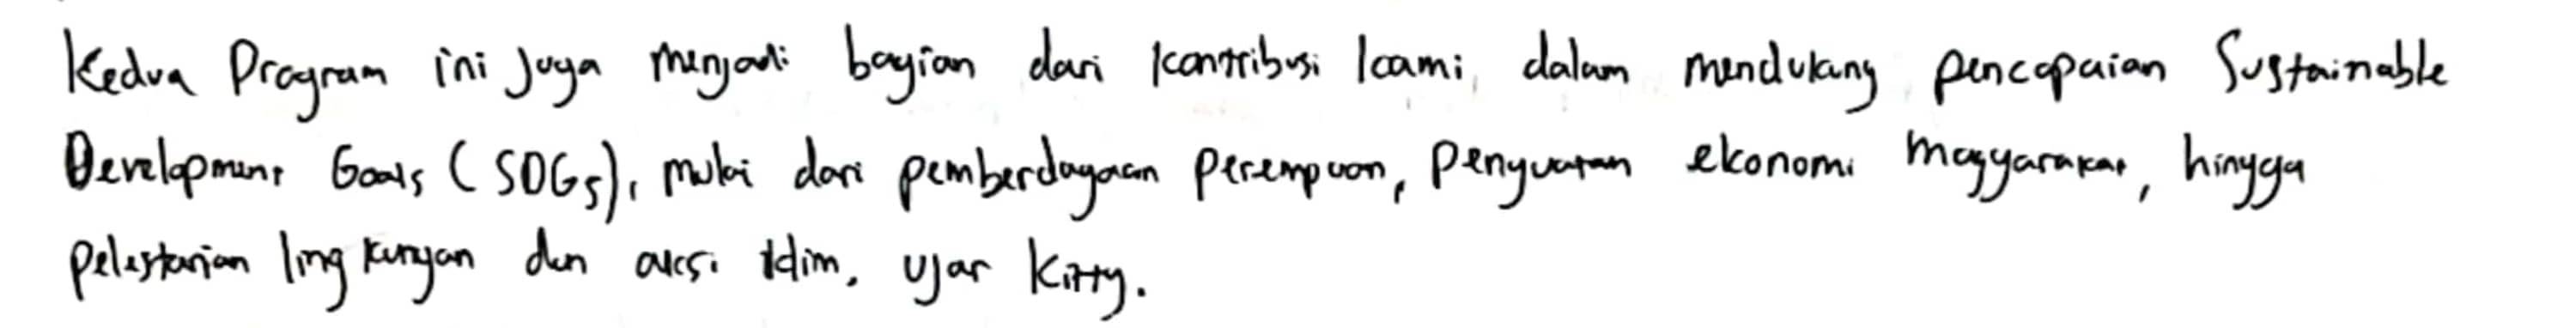 Kedua Program ini juga menjadi bagian dari kontribusi kami, dalam mendukung pencapaian Sustainable
Development Goals (SDGs), mulai dari pemberdayaan perempuan, penguatan ekonomi masyarakat, hingga
pelestarian lingkungan dan aksi iklim, ujar Kitty.